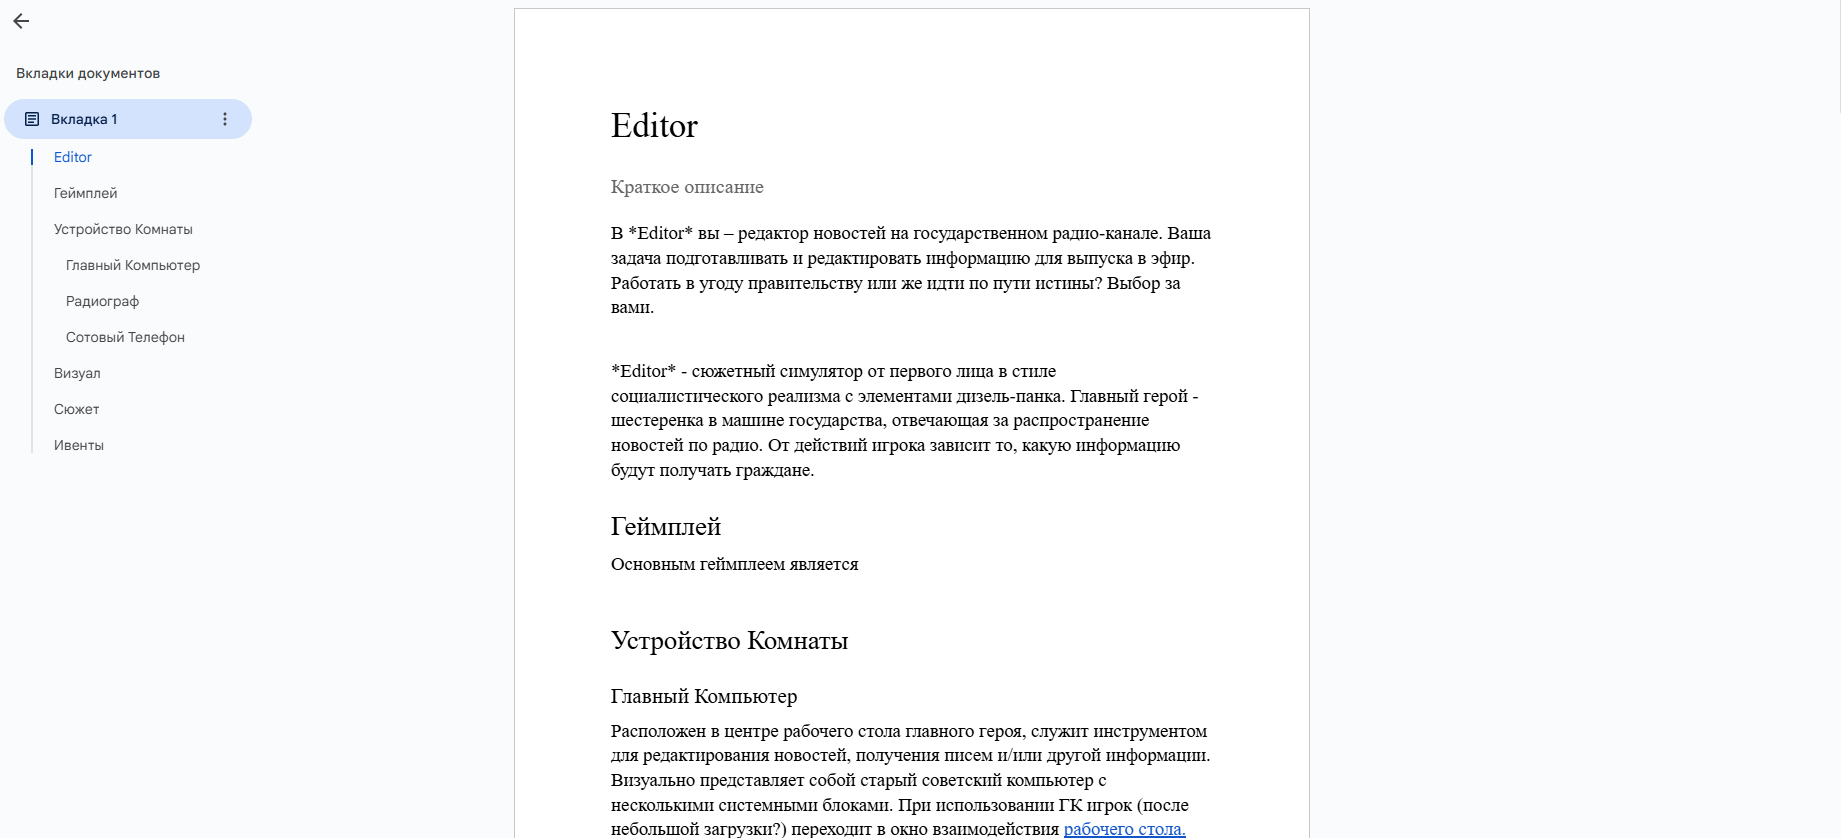 Вкладки документов
Вкладка 1
Editor
Геймплей
Устройство Комнаты
Главный Компьютер
Радиограф
Сотовый Телефон
Визуал
Сюжет
Ивенты
Editor
Краткое описание
В *Editor* вы – редактор новостей на государственном радио-канале. Ваша
задача подготавливать и редактировать информацию для выпуска в эфир.
Работать в угоду правительству или же идти по пути истины? Выбор за
вами.
*Editor* - сюжетный симулятор от первого лица в стиле
социалистического реализма с элементами дизель-панка. Главный герой -
шестеренка в машине государства, отвечающая за распространение
новостей по радио. От действий игрока зависит то, какую информацию
будут получать граждане.
Геймплей
Основным геймплеем является
Устройство Комнаты
Главный Компьютер
Расположен в центре рабочего стола главного героя, служит инструментом
для редактирования новостей, получения писем и/или другой информации.
Визуально представляет собой старый советский компьютер с
несколькими системными блоками. При использовании ГК игрок (после
небольшой загрузки?) переходит в окно взаимодействия рабочего стола.